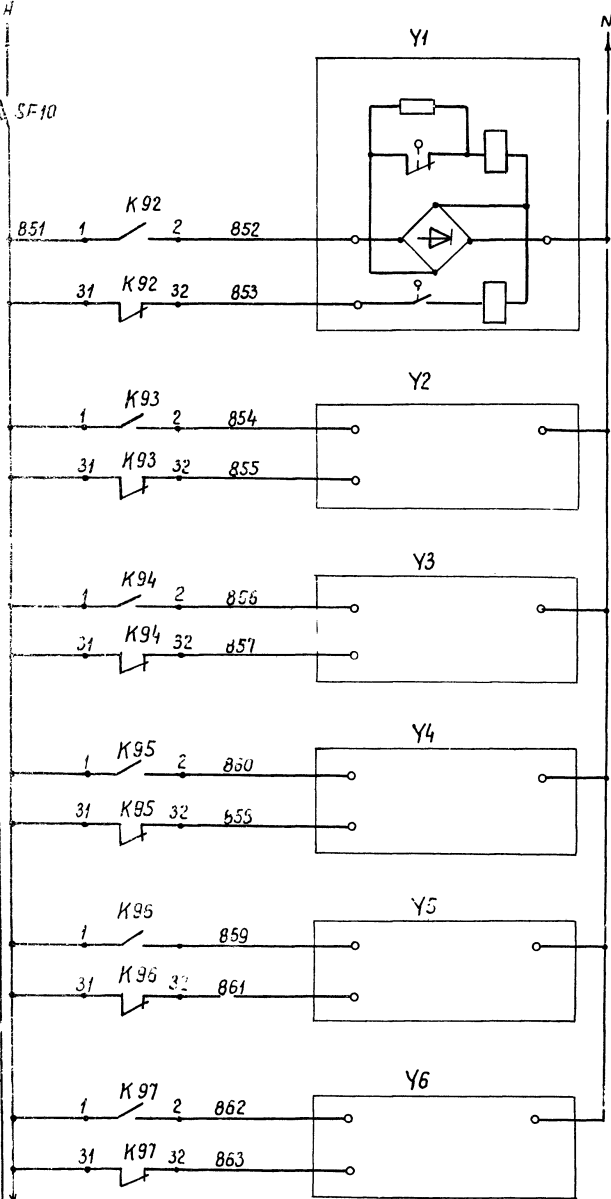 N
Y1
SF10
K92
851 1 2 852
31 K92 32 853
Y2
K93
1 2 854
31 K93 32 855
Y3
K94
1 2 856
31 K94 32 857
Y4
K95
1 2 860
31 K95 32
Y5
K96
1 859
31 K96 32 861
Y6
K97
1 2 862
31 K97 32 863